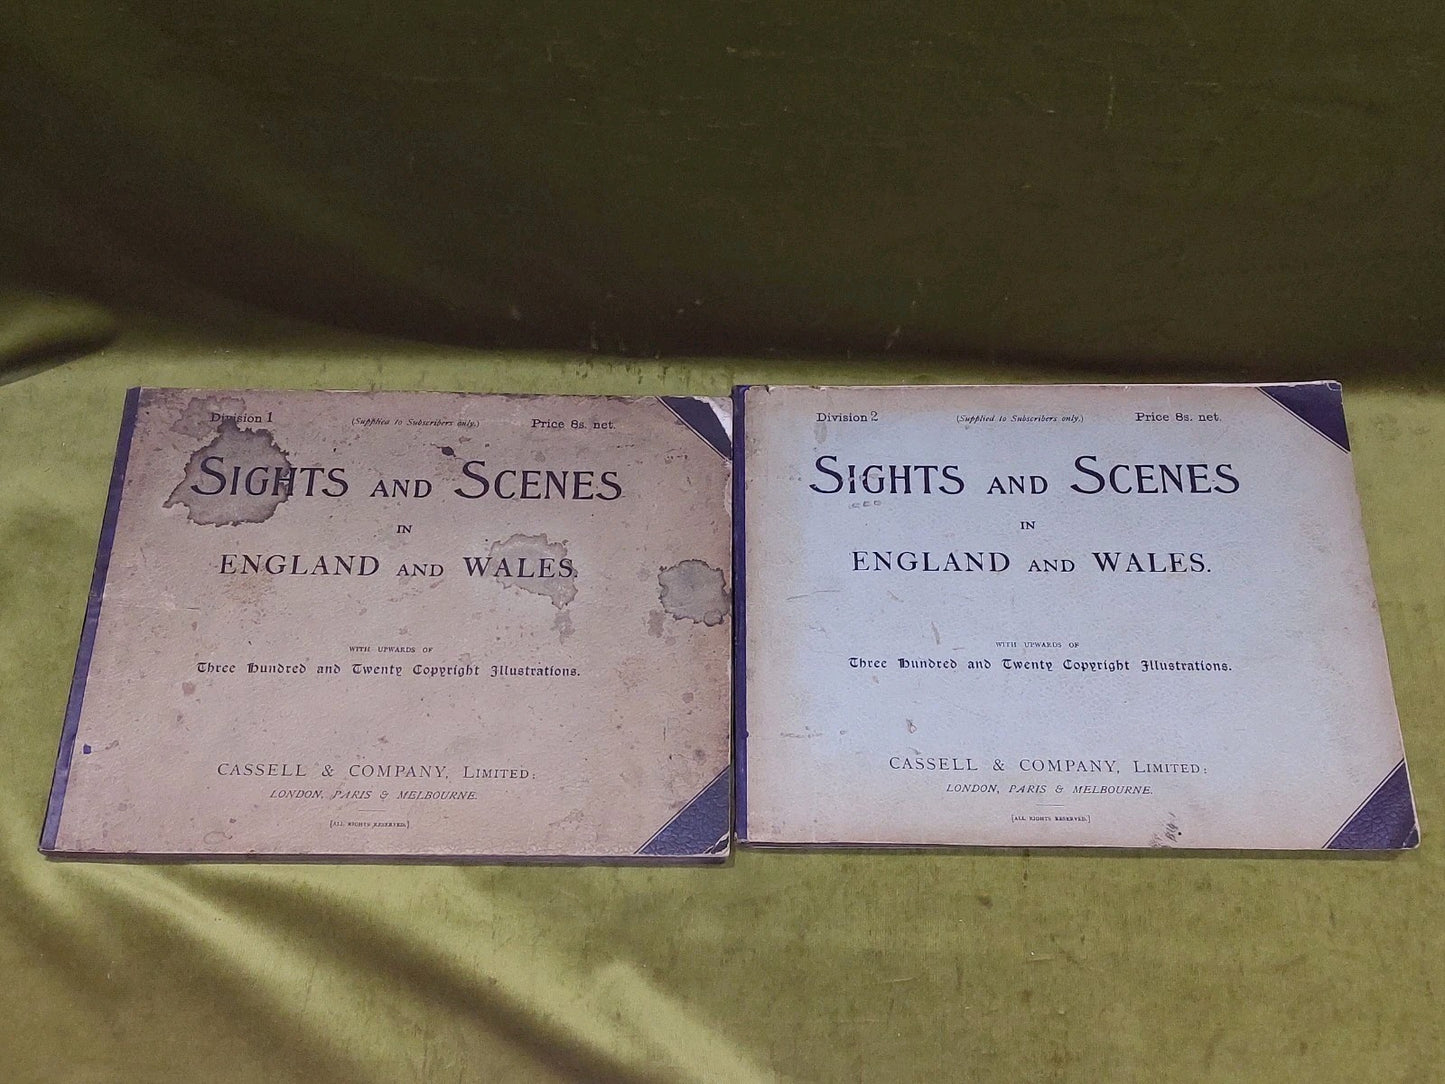 Division 1 (Supplied to Subscribers only.) Price 8s. net.
SIGHTS AND SCENES
IN
ENGLAND AND WALES.
WITH UPWARDS OF
Three Hundred and Twenty Copyright Illustrations.
CASSELL & COMPANY, LIMITED:
LONDON, PARIS & MELBOURNE.
[ALL RIGHTS RESERVED.]
Division 2 (Supplied to Subscribers only.) Price 8s. net.
SIGHTS AND SCENES
IN
ENGLAND AND WALES.
WITH UPWARDS OF
Three Hundred and Twenty Copyright Illustrations.
CASSELL & COMPANY, LIMITED:
LONDON, PARIS & MELBOURNE.
[ALL RIGHTS RESERVED.]